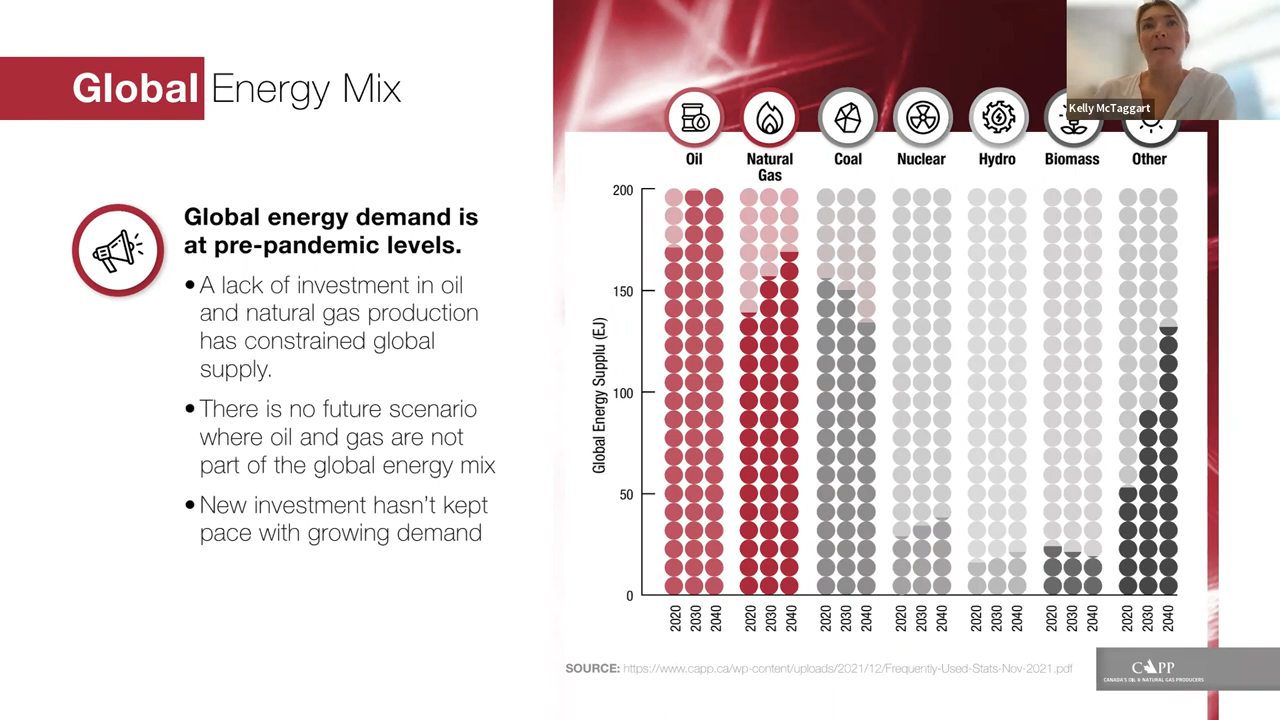 Kelly McTaggart
Global Energy Mix
Oil
Natural
Gas
Coal
Nuclear
Hydro
Biomass
Other
Global energy demand is
at pre-pandemic levels.
• A lack of investment in oil
and natural gas production
has constrained global
supply.
• There is no future scenario
where oil and gas are not
part of the global energy mix
• New investment hasn't kept
pace with growing demand
Global Energy Supplu (EJ)
200
150
100
50
0
2020 2030 2040
2020 2030 2040
2020 2030 2040
2020 2030 2040
2020 2030 2040
2020 2030 2040
2020 2030 2040
SOURCE: https://www.capp.ca/wp-content/uploads/2021/12/Frequently-Used-Stats-Nov-2021.pdf
CAPP
CANADA'S OIL & NATURAL GAS PRODUCERS